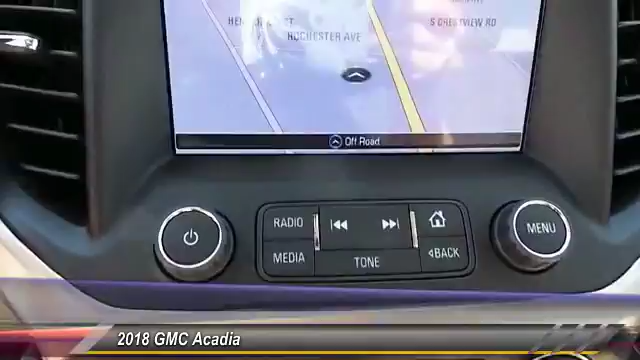 S CRESTVIEW RD
ROCHESTER AVE
Off Road
RADIO
MEDIA
TONE
BACK
MENU
2018 GMC Acadia